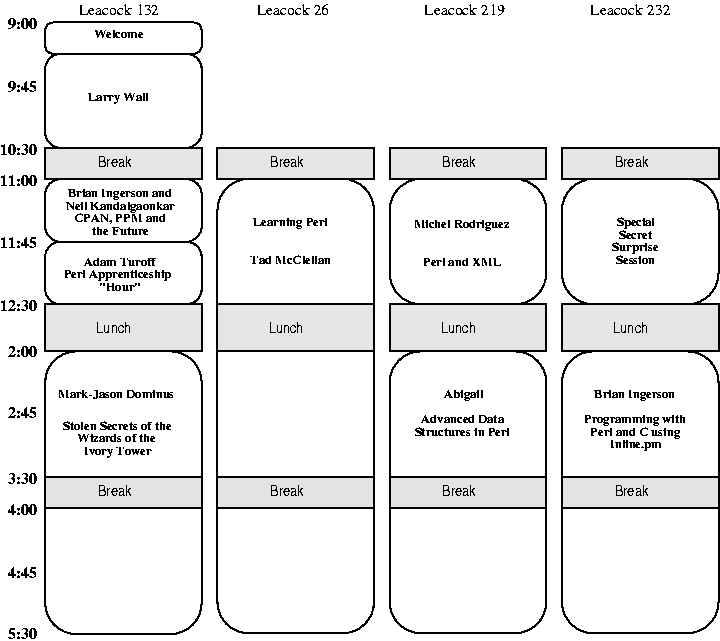 Leacock 132
Leacock 26
Leacock 219
Leacock 232
9:00
Welcome
9:45
Larry Wall
10:30
Break
Break
Break
Break
11:00
Brian Ingerson and
Neil Kandalgaonkar
CPAN, PPM and
the Future
Learning Perl
Tad McClellan
Michel Rodriguez
Perl and XML
Special
Secret
Surprise
Session
11:45
Adam Turoff
Perl Apprenticeship
"Hour"
12:30
Lunch
Lunch
Lunch
Lunch
2:00
Mark-Jason Dominus
Stolen Secrets of the
Wizards of the
Ivory Tower
Abigail
Advanced Data
Structures in Perl
Brian Ingerson
Programming with
Perl and C using
Inline.pm
2:45
3:30
Break
Break
Break
Break
4:00
4:45
5:30